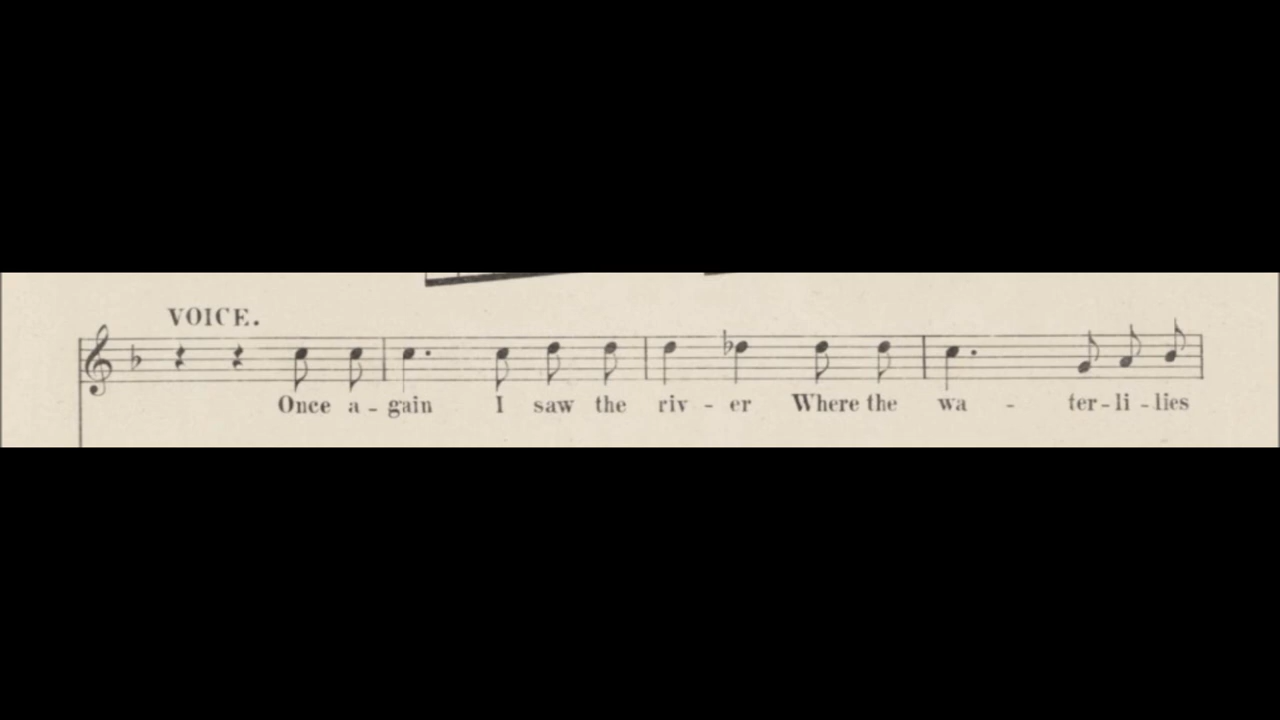 VOICE.
Once a - gain I saw the riv - er Where the wa - ter - li - lies